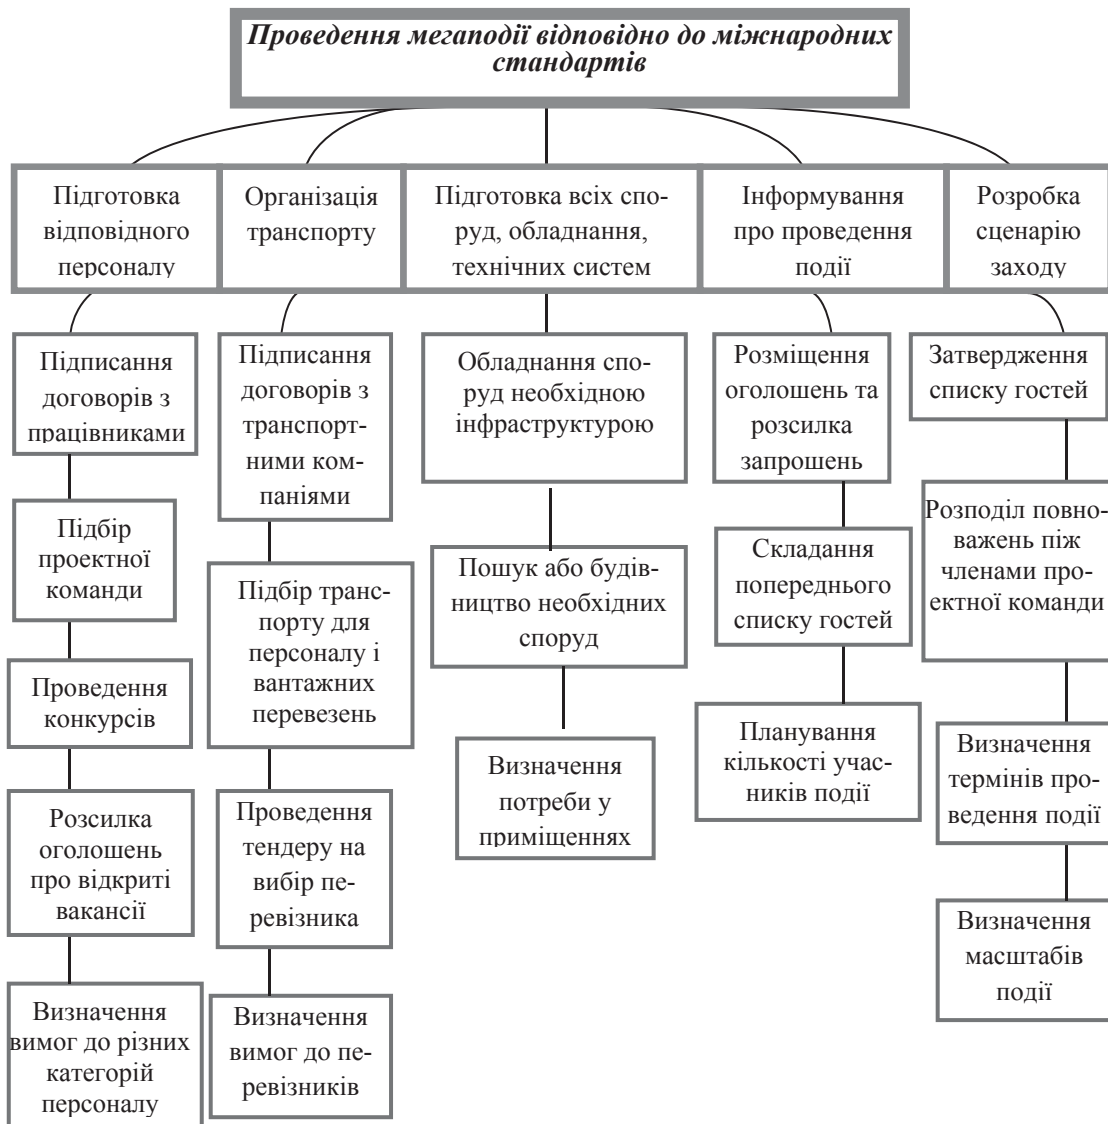 Проведення мегаподії відповідно до міжнародних
стандартів
Підготовка
відповідного
персоналу
Організація
транспорту
Підготовка всіх спо-
руд, обладнання,
технічних систем
Інформування
про проведення
події
Розробка
сценарію
заходу
Підписання
договорів з
працівниками
Підбір
проектної
команди
Проведення
конкурсів
Розсилка
оголошень
про відкриті
вакансії
Визначення
вимог до різних
категорій
персоналу
Підписання
договорів з
транспорт-
ними ком-
паніями
Підбір транс-
порту для
персоналу і
вантажних
перевезень
Проведення
тендеру на
вибір пе-
ревізника
Визначення
вимог до пе-
ревізників
Обладнання спо-
руд необхідною
інфраструктурою
Пошук або будів-
ництво необхідних
споруд
Визначення
потреби у
приміщеннях
Розміщення
оголошень та
розсилка
запрошень
Складання
попереднього
списку гостей
Планування
кількості учас-
ників події
Затвердження
списку гостей
Розподіл повно-
важень піж
членами про-
ектної команди
Визначення
термінів про-
ведення події
Визначення
масштабів
події